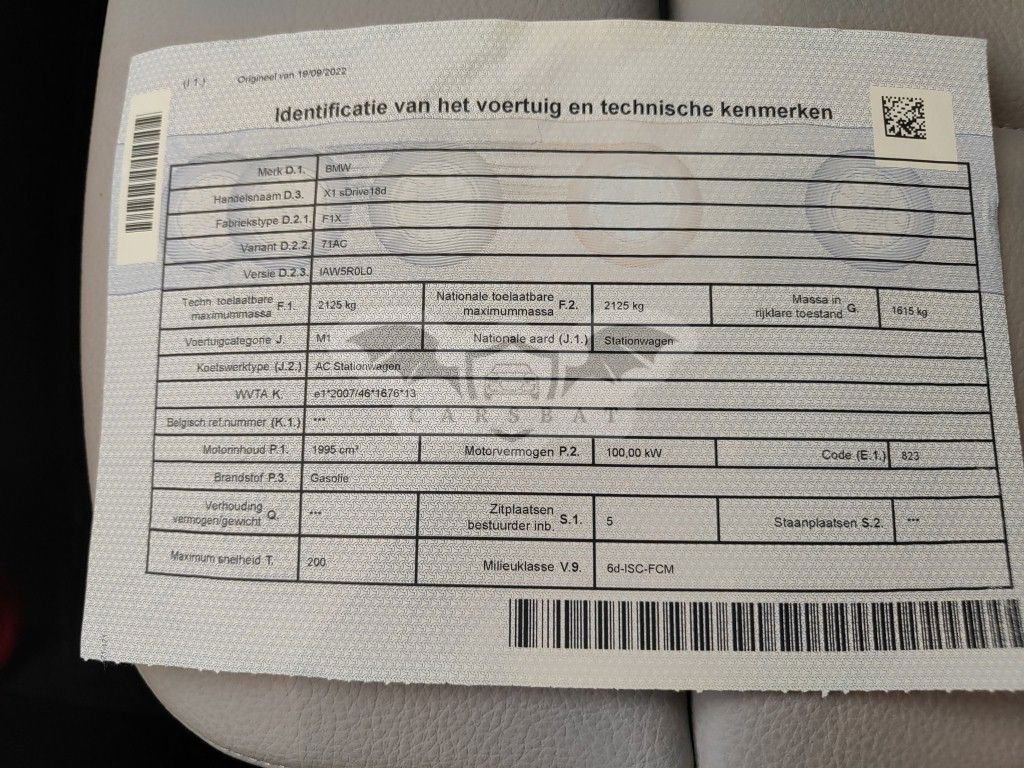 (I.1.) Origineel van 19/09/2022
Identificatie van het voertuig en technische kenmerken
Merk D.1. BMW
Handelsnaam D.3. X1 sDrive18d
Fabriekstype D.2.1. F1X
Variant D.2.2. 71AC
Versie D.2.3. IAW5R0L0
Techn. toelaatbare maximummassa F.1. 2125 kg Nationale toelaatbare maximummassa F.2. 2125 kg Massa in rijklare toestand G. 1615 kg
Voertuigcategorie J. M1 Nationale aard (J.1.) Stationwagen
Koetswerktype (J.2.) AC Stationwagen
WVTA K. e1*2007/46*1676*13
CARSBAT
Belgisch ref.nummer (K.1.) ***
Motorinhoud P.1. 1995 cm³ Motorvermogen P.2. 100,00 kW Code (E.1.) 823
Brandstof P.3. Gasolie
Verhouding vermogen/gewicht Q. *** Zitplaatsen bestuurder inb. S.1. 5 Staanplaatsen S.2. ***
Maximum snelheid T. 200 Milieuklasse V.9. 6d-ISC-FCM